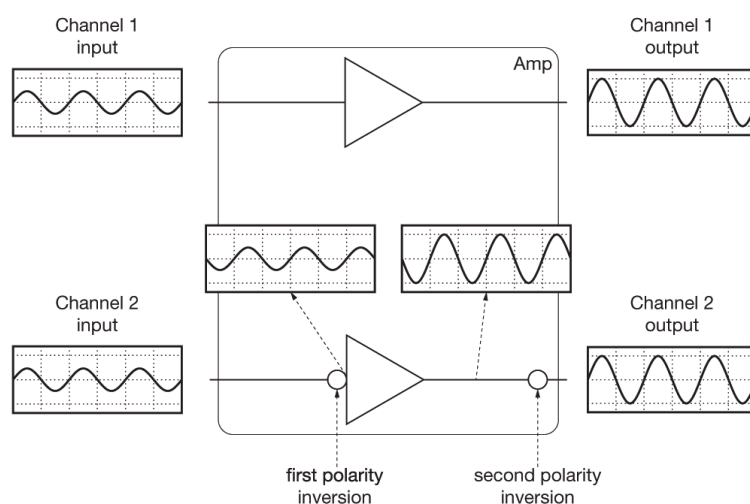 Channel 1
input
Amp
Channel 1
output
Channel 2
input
Channel 2
output
first polarity
inversion
second polarity
inversion